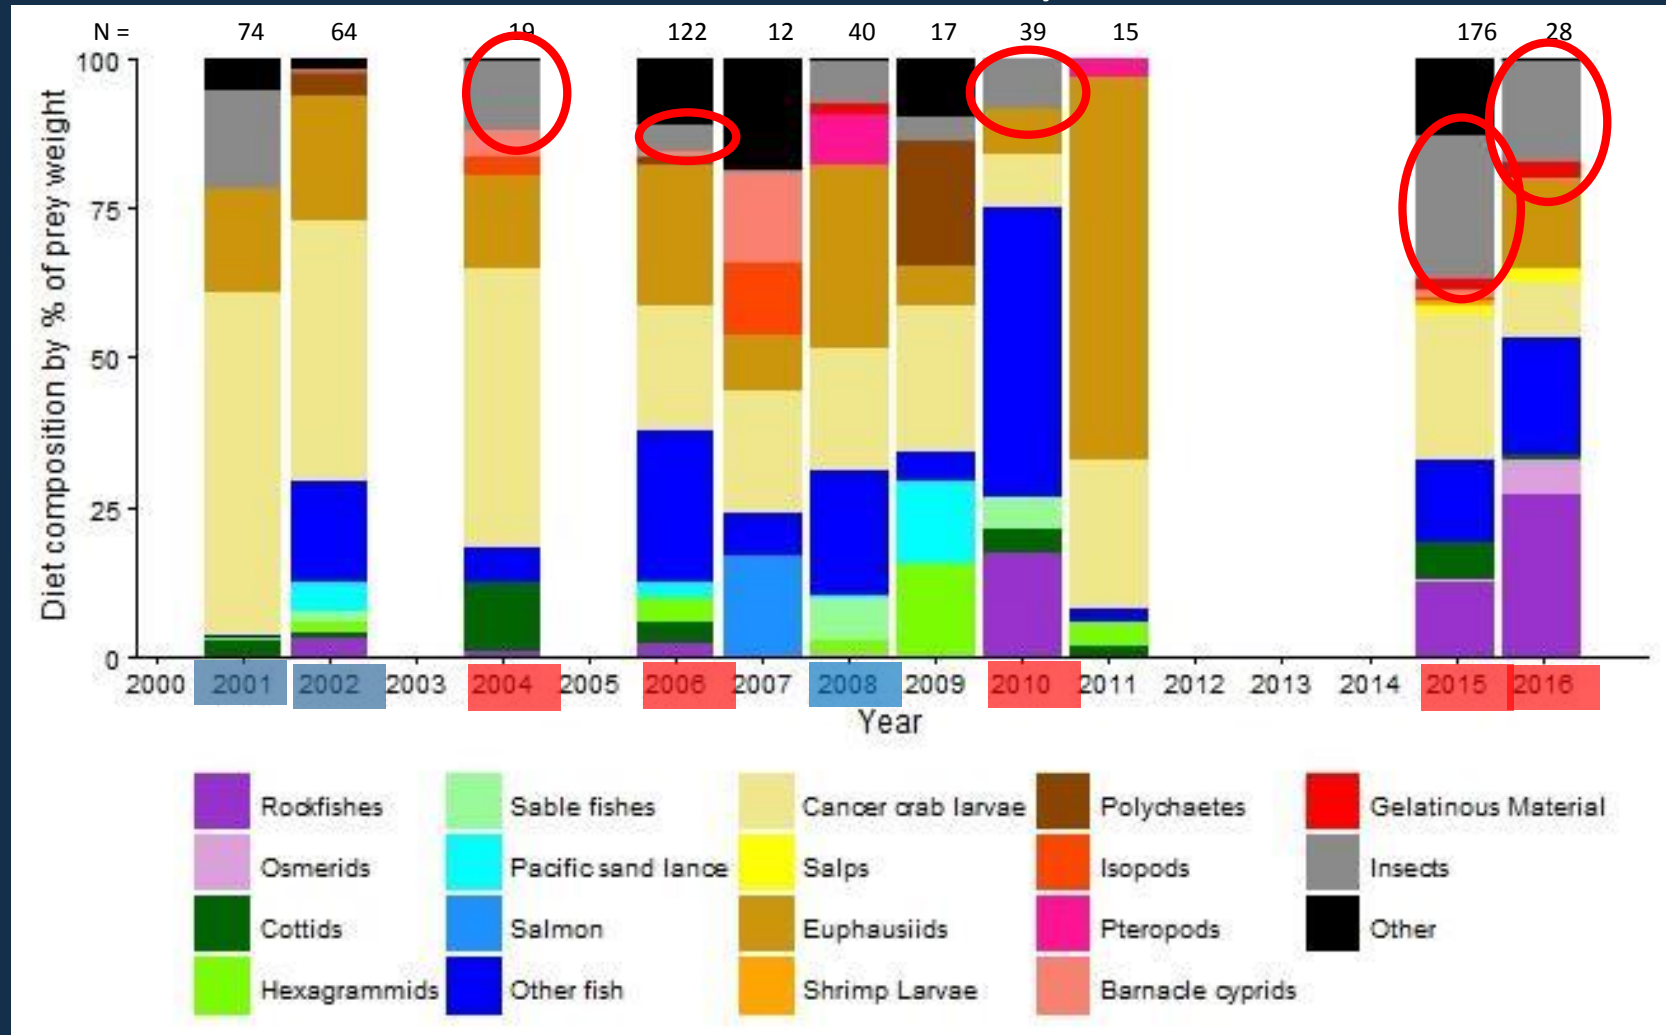 N = 74 64 19 122 12 40 17 39 15 176 28
100
75
50
25
0
Diet composition by % of prey weight
2000 2001 2002 2003 2004 2005 2006 2007 2008 2009 2010 2011 2012 2013 2014 2015 2016
Year
Rockfishes Sable fishes Cancer crab larvae Polychaetes Gelatinous Material
Osmerids Pacific sand lance Salps Isopods Insects
Cottids Salmon Euphausiids Pteropods Other
Hexagrammids Other fish Shrimp Larvae Barnacle cyprids